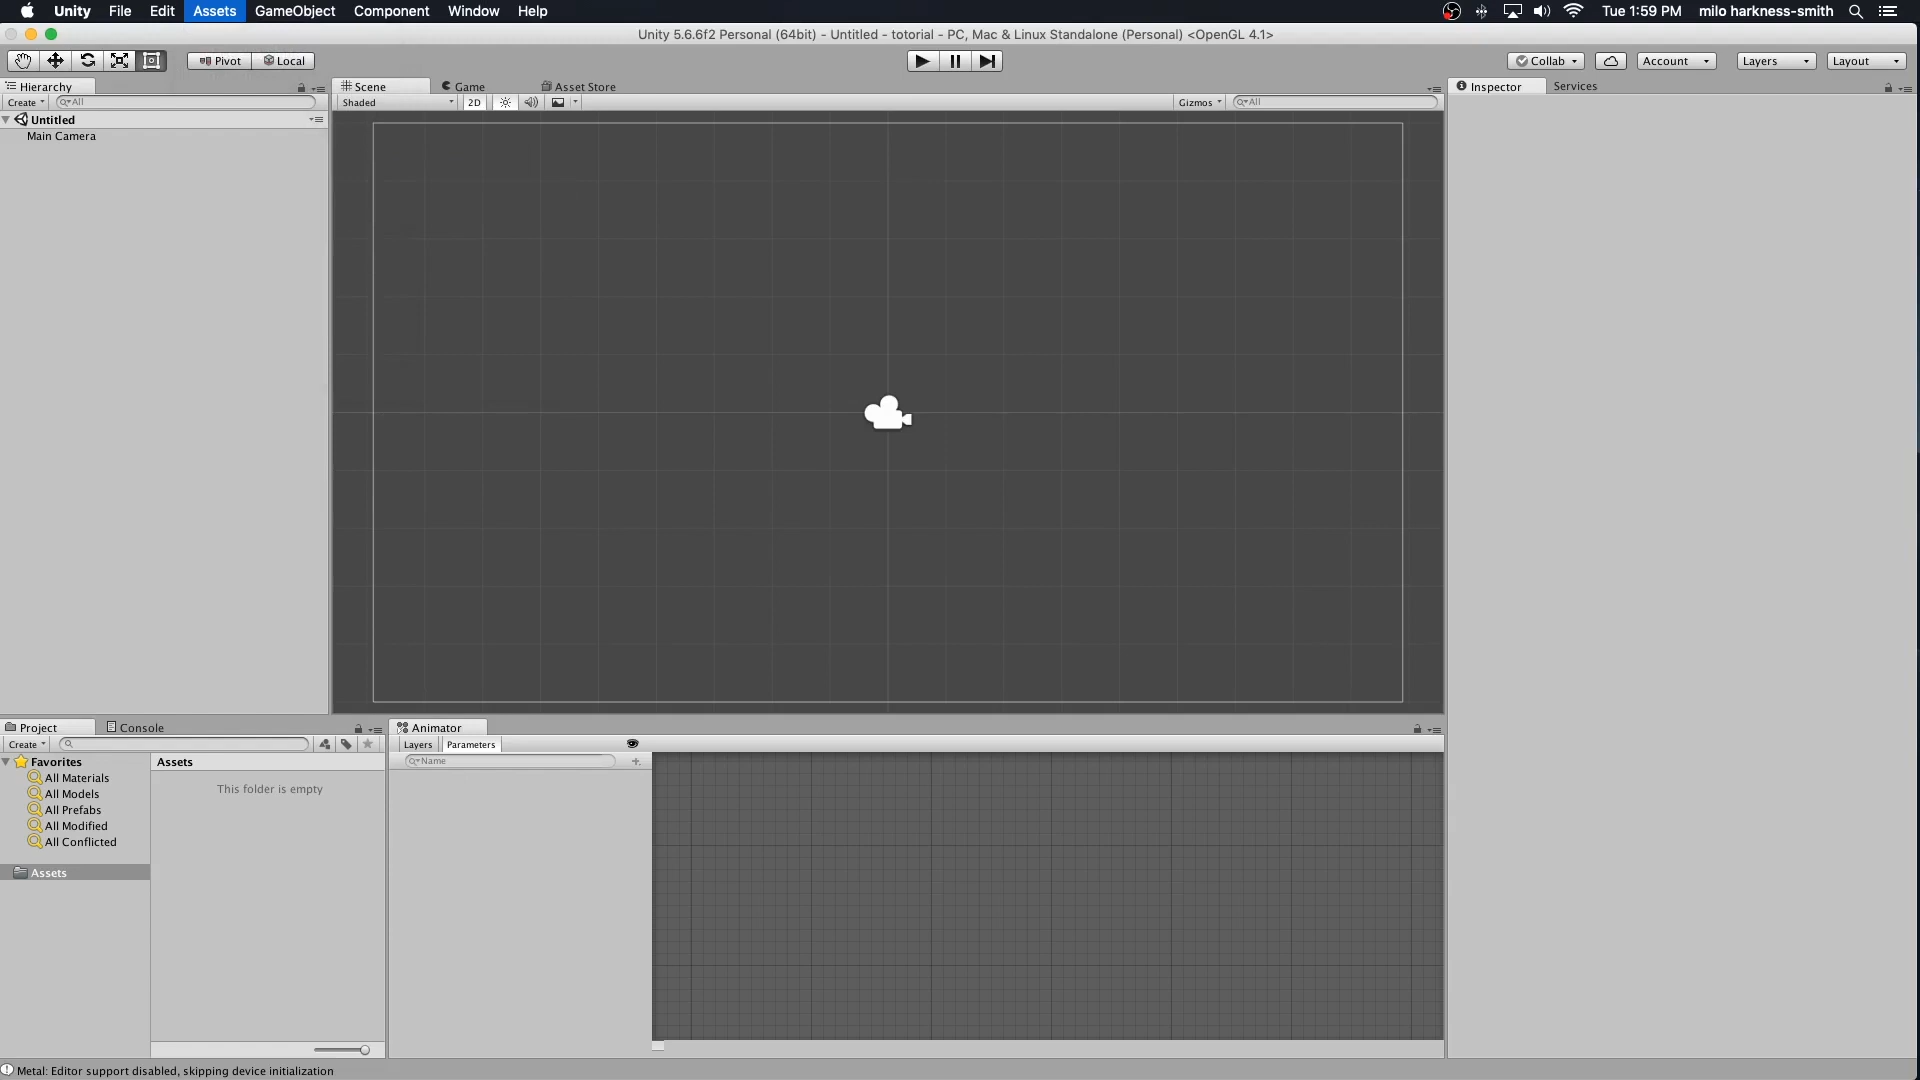 Unity File Edit Assets GameObject Component Window Help Tue 1:59 PM milo harkness-smith
Unity 5.6.6f2 Personal (64bit) - Untitled - totorial - PC, Mac & Linux Standalone (Personal) <OpenGL 4.1>
Pivot Local Collab Account Layers Layout
Hierarchy Scene Game Asset Store Inspector Services
Create All Shaded 2D Gizmos All
Untitled
Main Camera
Project Console Animator
Create Layers Parameters
Favorites Assets Name
All Materials
This folder is empty
All Models
All Prefabs
All Modified
All Conflicted
Assets
Metal: Editor support disabled, skipping device initialization